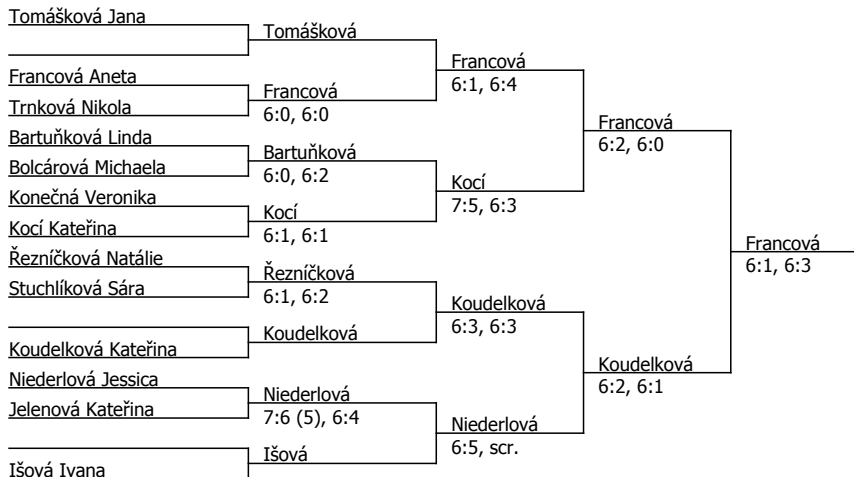 Tomášková Jana
Tomášková
Francová
6:1, 6:4
Francová Aneta
Francová
6:0, 6:0
Trnková Nikola
Francová
6:2, 6:0
Bartuňková Linda
Bartuňková
6:0, 6:2
Bolcárová Michaela
Kocí
7:5, 6:3
Konečná Veronika
Kocí
6:1, 6:1
Kocí Kateřina
Francová
6:1, 6:3
Řezníčková Natálie
Řezníčková
6:1, 6:2
Stuchlíková Sára
Koudelková
6:3, 6:3
Koudelková
Koudelková Kateřina
Koudelková
6:2, 6:1
Niederlová Jessica
Niederlová
7:6 (5), 6:4
Jelenová Kateřina
Niederlová
6:5, scr.
Išová
Išová Ivana